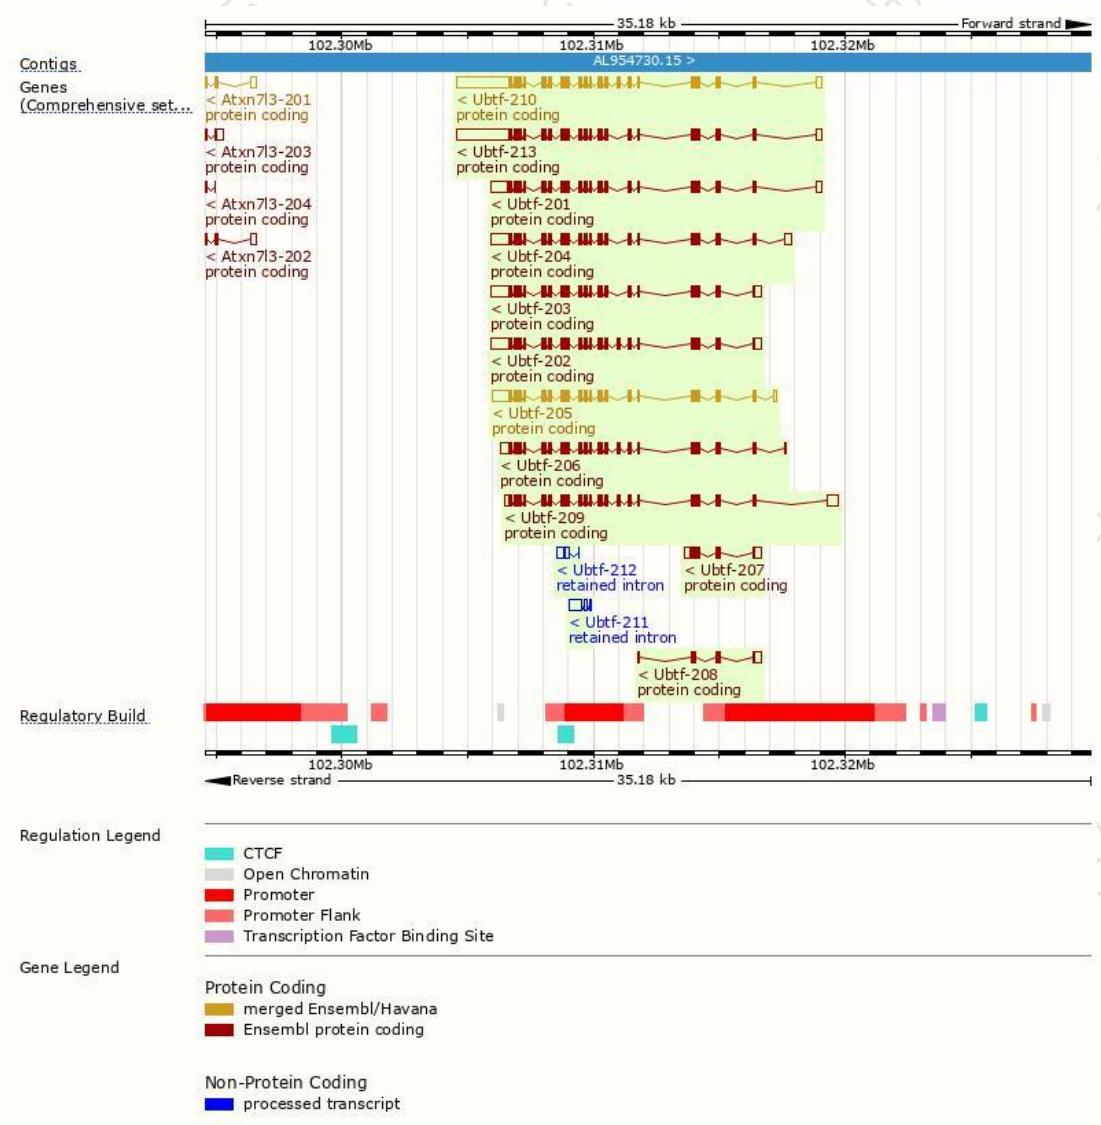 35.18 kb Forward strand
102.30Mb 102.31Mb 102.32Mb
Contigs AL954730.15 >
Genes
(Comprehensive set...
< Atxn7l3-201 < Ubtf-210
protein coding protein coding
< Atxn7l3-203 < Ubtf-213
protein coding protein coding
< Atxn7l3-204 < Ubtf-201
protein coding protein coding
< Atxn7l3-202 < Ubtf-204
protein coding protein coding
< Ubtf-203
protein coding
< Ubtf-202
protein coding
< Ubtf-205
protein coding
< Ubtf-206
protein coding
< Ubtf-209
protein coding
< Ubtf-212 < Ubtf-207
retained intron protein coding
< Ubtf-211
retained intron
< Ubtf-208
protein coding
Regulatory Build
102.30Mb 102.31Mb 102.32Mb
Reverse strand 35.18 kb
Regulation Legend
CTCF
Open Chromatin
Promoter
Promoter Flank
Transcription Factor Binding Site
Gene Legend
Protein Coding
merged Ensembl/Havana
Ensembl protein coding
Non-Protein Coding
processed transcript